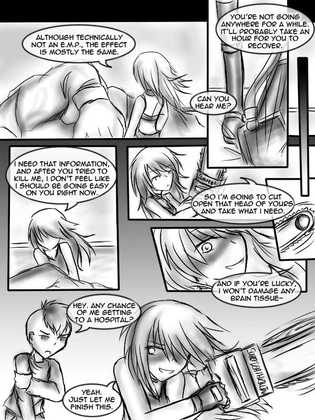 ALTHOUGH TECHNICALLY
NOT AN E.M.P., THE EFFECT
IS MOSTLY THE SAME.
YOU'RE NOT GOING
ANYWHERE FOR A WHILE.
IT'LL PROBABLY TAKE AN
HOUR FOR YOU TO
RECOVER.
CAN YOU
HEAR ME?
I NEED THAT INFORMATION,
AND AFTER YOU TRIED TO
KILL ME, I DON'T FEEL LIKE
I SHOULD BE GOING EASY
ON YOU RIGHT NOW.
SO I'M GOING TO CUT
OPEN THAT HEAD OF YOURS
AND TAKE WHAT I NEED.
AND IF YOU'RE LUCKY,
I WON'T DAMAGE ANY
BRAIN TISSUE~
HEY. ANY CHANCE
OF ME GETTING
TO A HOSPITAL?
YEAH.
JUST LET ME
FINISH THIS.